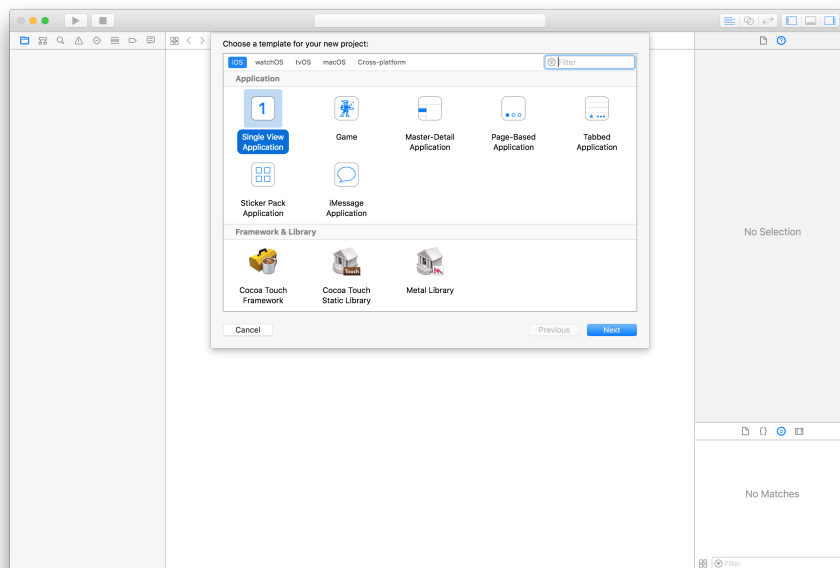 Choose a template for your new project:
iOS watchOS tvOS macOS Cross-platform
Filter
Application
1
Single View Application
Game
Master-Detail Application
Page-Based Application
Tabbed Application
Sticker Pack Application
iMessage Application
Framework & Library
Cocoa Touch Framework
Touch
Cocoa Touch Static Library
Metal Library
Cancel
Previous
Next
No Selection
{}
No Matches
Filter